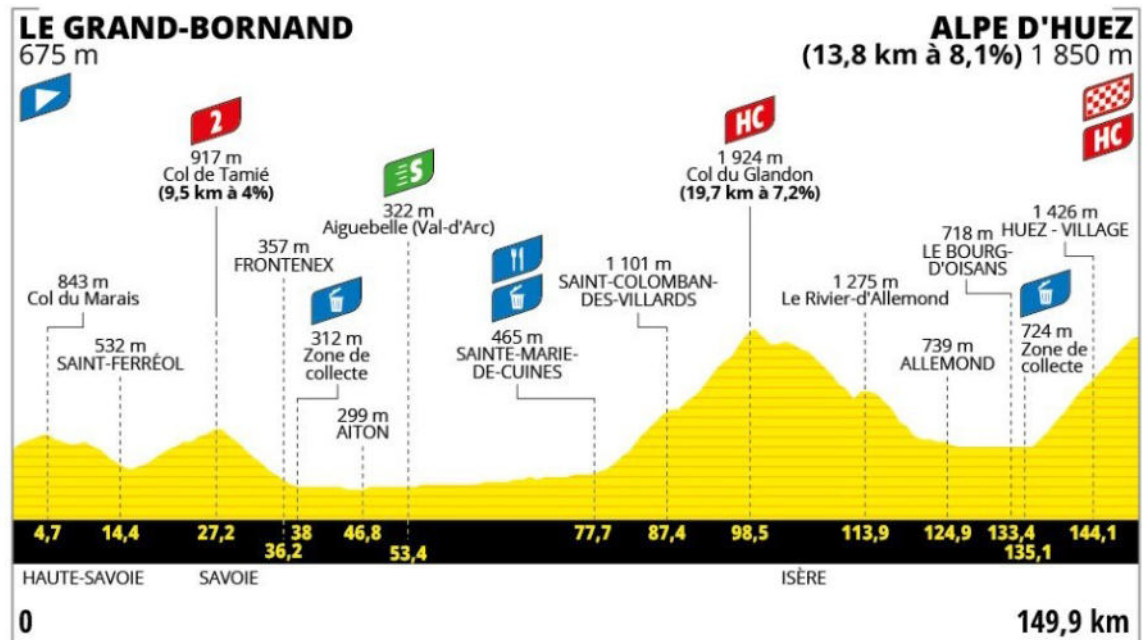 LE GRAND-BORNAND
675 m
ALPE D'HUEZ
(13,8 km à 8,1%) 1 850 m
2
917 m
Col de Tamié
(9,5 km à 4%)
S
322 m
Aiguebelle (Val-d'Arc)
HC
1 924 m
Col du Glandon
(19,7 km à 7,2%)
HC
843 m
Col du Marais
532 m
SAINT-FERRÉOL
357 m
FRONTENEX
312 m
Zone de
collecte
299 m
AITON
465 m
SAINTE-MARIE-
DE-CUINES
1 101 m
SAINT-COLOMBAN-
DES-VILLARDS
1 275 m
Le Rivier-d'Allemond
739 m
ALLEMOND
718 m
LE BOURG-
D'OISANS
724 m
Zone de
collecte
1 426 m
HUEZ - VILLAGE
4,7 14,4 27,2 38 46,8 77,7 87,4 98,5 113,9 124,9 133,4 144,1
36,2 53,4 135,1
HAUTE-SAVOIE SAVOIE ISÈRE
0 149,9 km